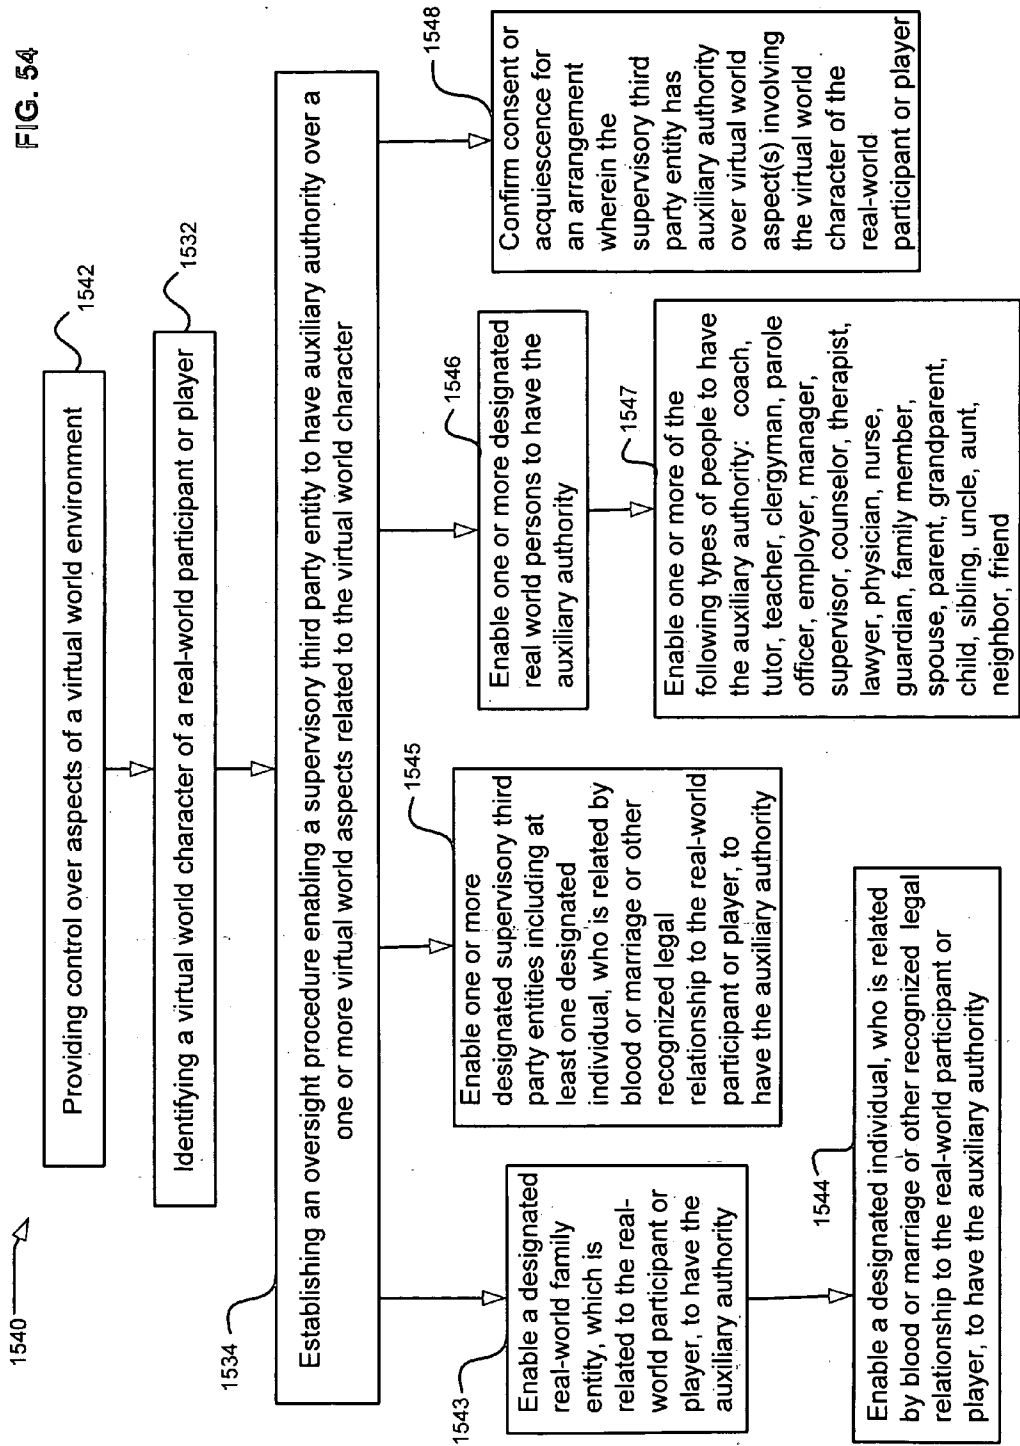 FIG. 54
1540
1542
Providing control over aspects of a virtual world environment
1532
Identifying a virtual world character of a real-world participant or player
1534
Establishing an oversight procedure enabling a supervisory third party entity to have auxiliary authority over a
one or more virtual world aspects related to the virtual world character
1543
Enable a designated
real-world family
entity, which is
related to the real-
world participant or
player, to have the
auxiliary authority
1544
Enable a designated individual, who is related
by blood or marriage or other recognized legal
relationship to the real-world participant or
player, to have the auxiliary authority
1545
Enable one or more
designated supervisory third
party entities including at
least one designated
individual, who is related by
blood or marriage or other
recognized legal
relationship to the real-world
participant or player, to
have the auxiliary authority
1546
Enable one or more designated
real world persons to have the
auxiliary authority
1547
Enable one or more of the
following types of people to have
the auxiliary authority: coach,
tutor, teacher, clergyman, parole
officer, employer, manager,
supervisor, counselor, therapist,
lawyer, physician, nurse,
guardian, family member,
spouse, parent, grandparent,
child, sibling, uncle, aunt,
neighbor, friend
1548
Confirm consent or
acquiescence for
an arrangement
wherein the
supervisory third
party entity has
auxiliary authority
over virtual world
aspect(s) involving
the virtual world
character of the
real-world
participant or player